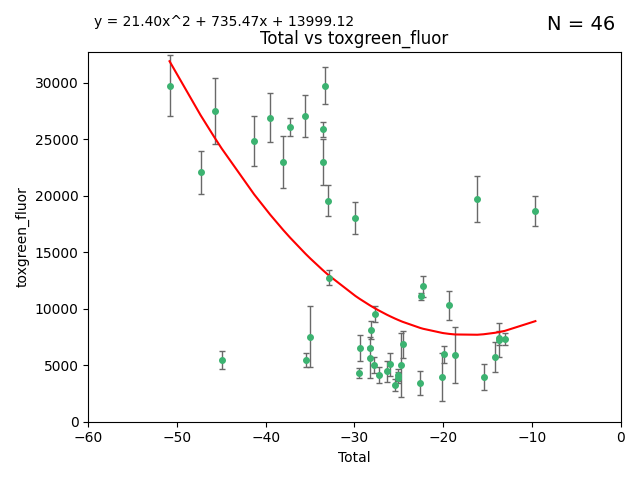 y = 21.40x^2 + 735.47x + 13999.12
N = 46
Total vs toxgreen_fluor
toxgreen_fluor
30000
25000
20000
15000
10000
5000
0
−60
−50
−40
−30
−20
−10
0
Total